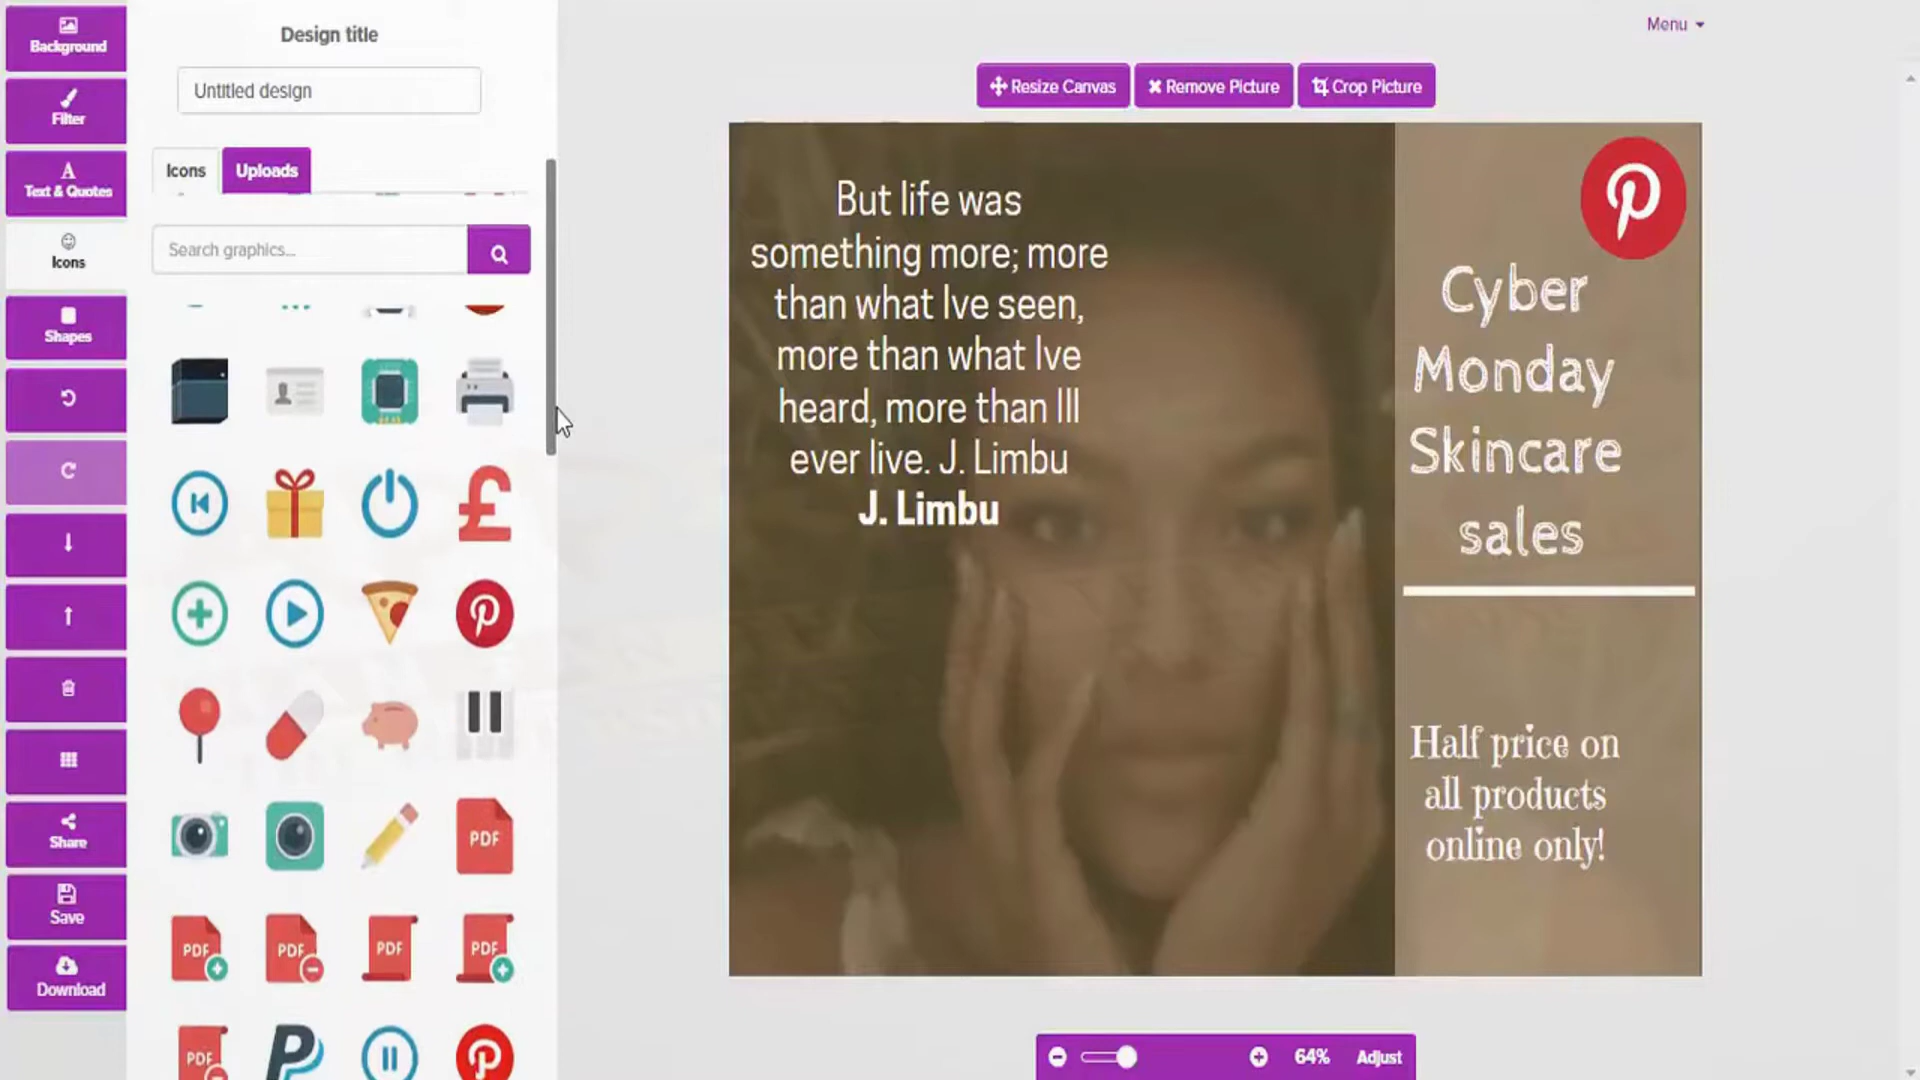 Background
Filter
A
Text & Quotes
Icons
Shapes
Share
Save
Download
Design title
Untitled design
Icons
Uploads
Search graphics...
£
PDF
PDF
PDF
PDF
PDF
PDF
Menu
Resize Canvas
Remove Picture
Crop Picture
But life was
something more; more
than what Ive seen,
more than what Ive
heard, more than Ill
ever live. J. Limbu
J. Limbu
Cyber
Monday
Skincare
sales
Half price on
all products
online only!
64%
Adjust